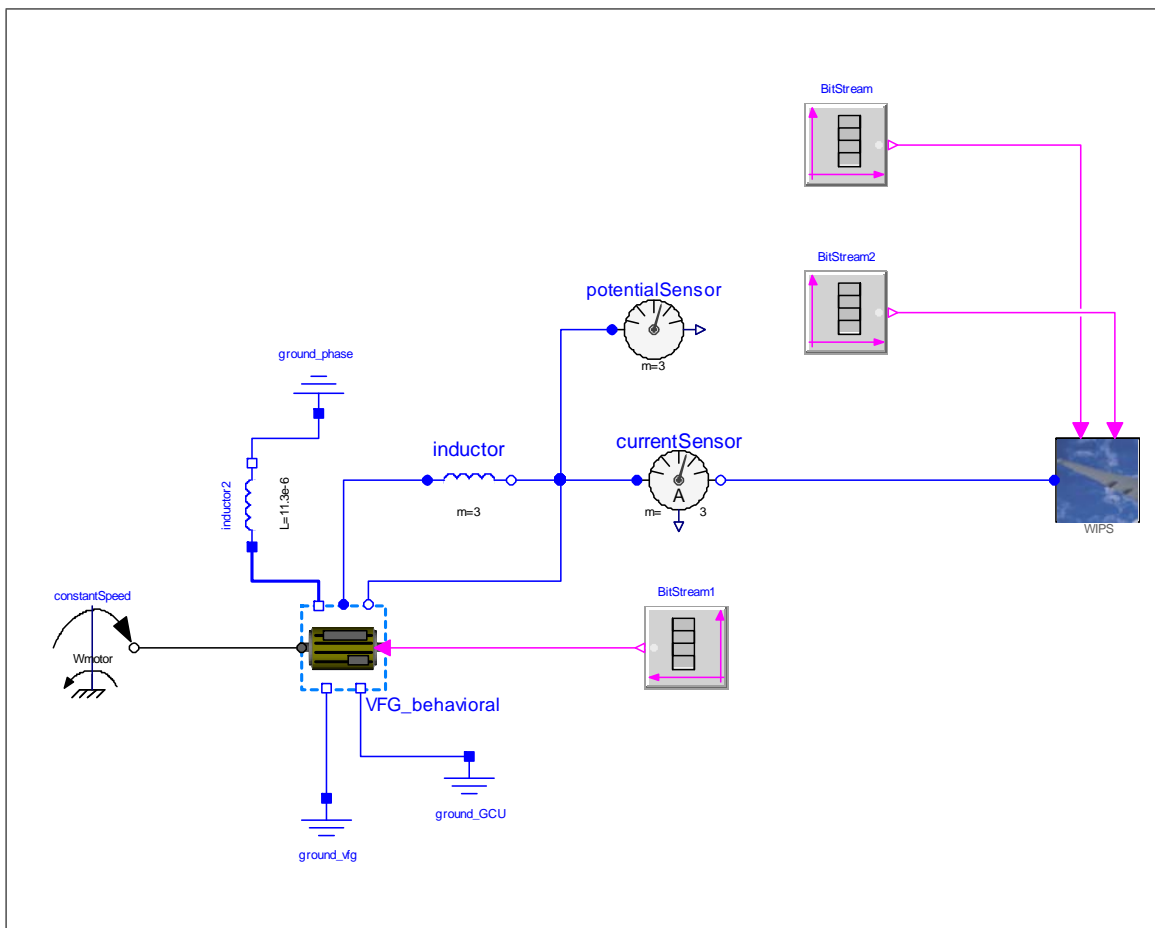 BitStream
BitStream2
potentialSensor
m=3
ground_phase
inductor
m=3
currentSensor
A
m= 3
inductor2
L=11.3e-6
WIPS
constantSpeed
Wmotor
BitStream1
VFG_behavioral
ground_GCU
ground_vfg